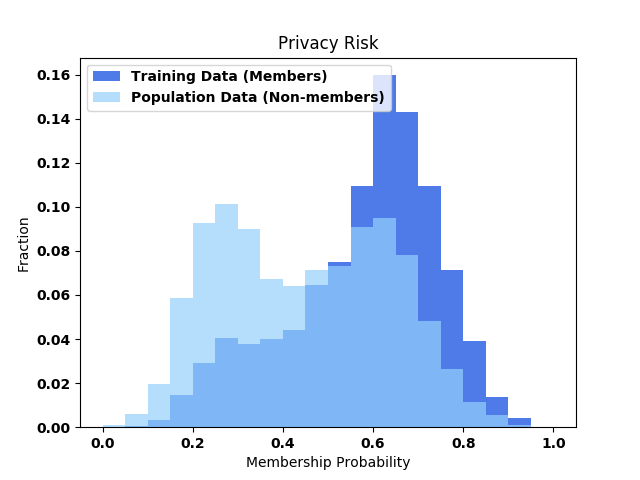 Privacy Risk
Training Data (Members)
Population Data (Non-members)
Fraction
0.16
0.14
0.12
0.10
0.08
0.06
0.04
0.02
0.00
0.0 0.2 0.4 0.6 0.8 1.0
Membership Probability